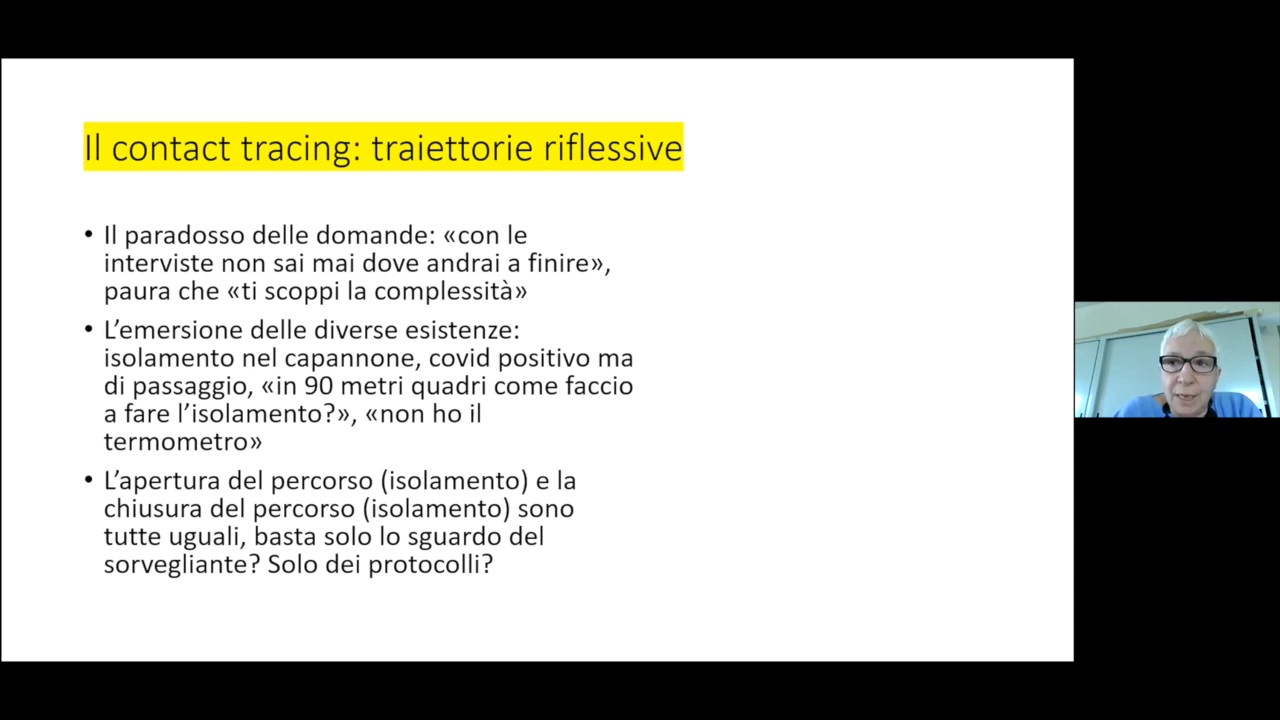 Il contact tracing: traiettorie riflessive
• Il paradosso delle domande: «con le
interviste non sai mai dove andrai a finire»,
paura che «ti scoppi la complessità»
• L’emersione delle diverse esistenze:
isolamento nel capannone, covid positivo ma
di passaggio, «in 90 metri quadri come faccio
a fare l’isolamento?», «non ho il
termometro»
• L’apertura del percorso (isolamento) e la
chiusura del percorso (isolamento) sono
tutte uguali, basta solo lo sguardo del
sorvegliante? Solo dei protocolli?